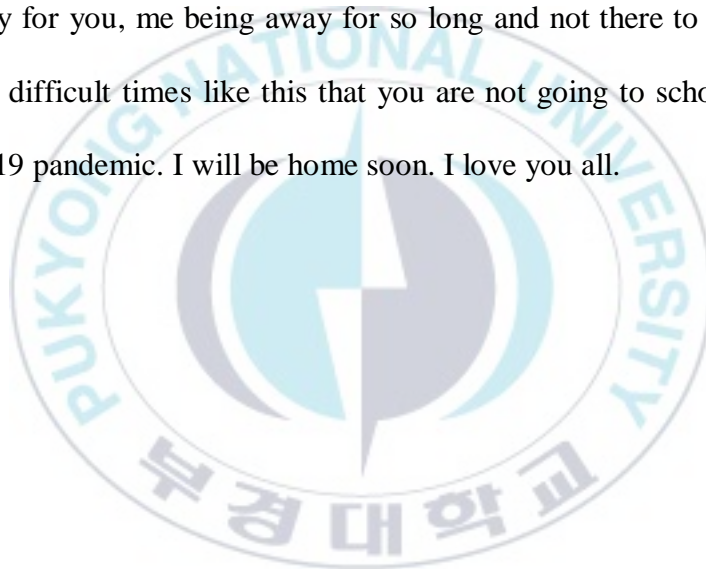 y for you, me being away for so long and not there to
difficult times like this that you are not going to scho
19 pandemic. I will be home soon. I love you all.
PUKYONG NATIONAL UNIVERSITY
부경대학교